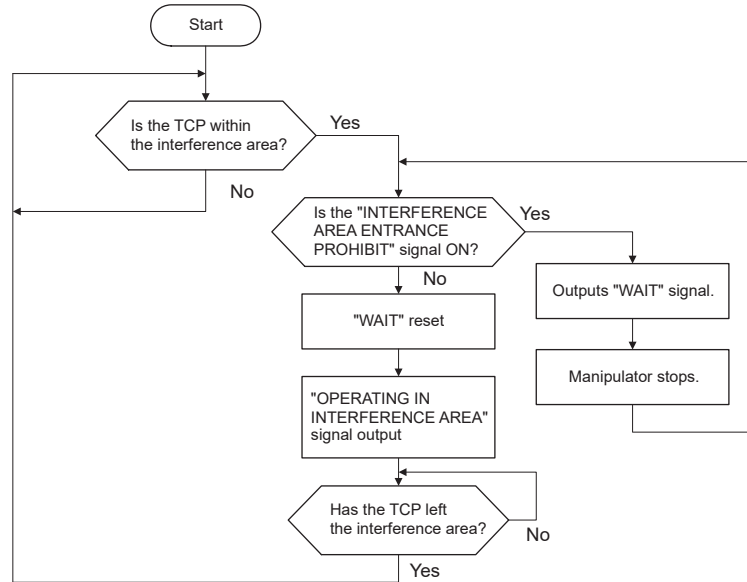 Start
Is the TCP within
the interference area?
Yes
No
Is the "INTERFERENCE
AREA ENTRANCE
PROHIBIT" signal ON?
Yes
No
Outputs "WAIT" signal.
"WAIT" reset
Manipulator stops.
"OPERATING IN
INTERFERENCE AREA"
signal output
Has the TCP left
the interference area?
No
Yes